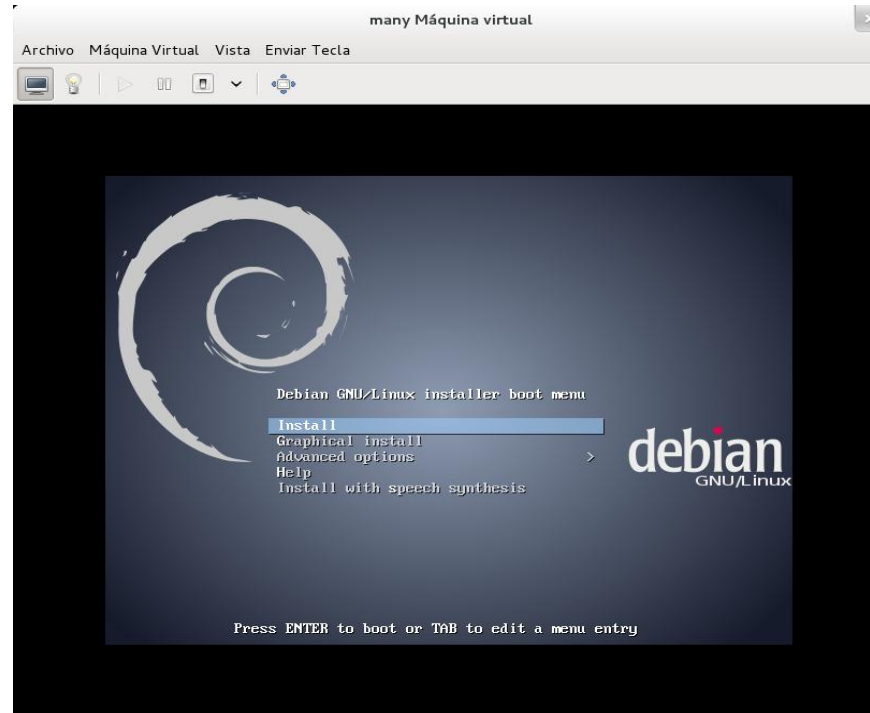 many Máquina virtual
Archivo Máquina Virtual Vista Enviar Tecla
Debian GNU/Linux installer boot menu
Install
Graphical install
Advanced options >
Help
Install with speech synthesis
debian
GNU/Linux
Press ENTER to boot or TAB to edit a menu entry